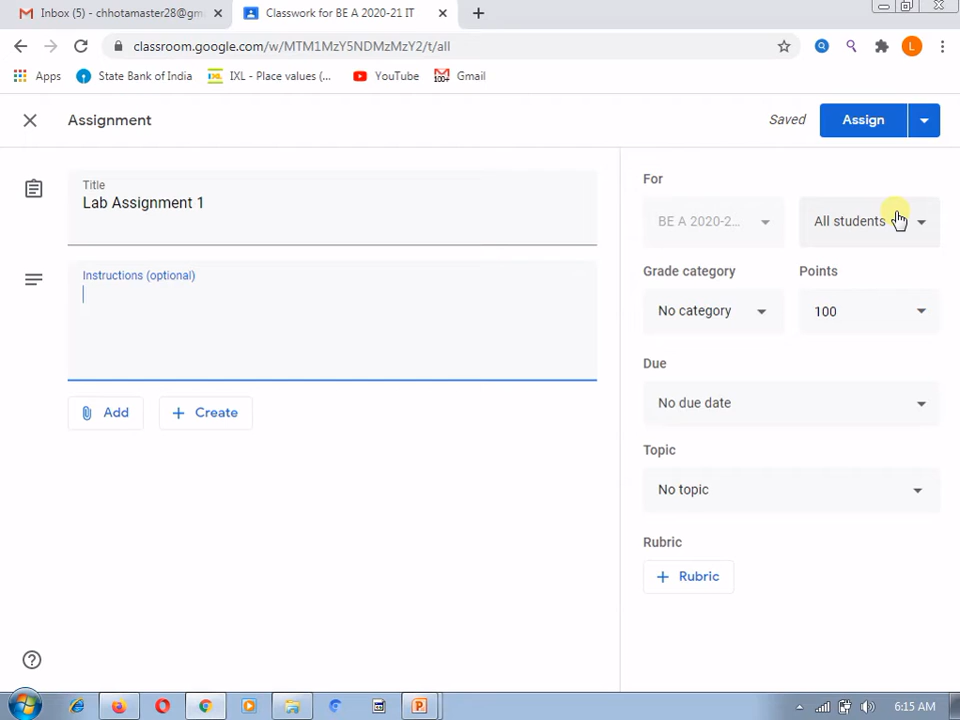 Inbox (5) - chhotamaster28@gm
Classwork for BE A 2020-21 IT
classroom.google.com/w/MTM1MzY5NDMzMzY2/t/all
L
Apps
State Bank of India
IXL - Place values (...
YouTube
100+
Gmail
Assignment
Saved
Assign
Title
Lab Assignment 1
Instructions (optional)
Add
Create
For
BE A 2020-2...
All students
Grade category
Points
No category
100
Due
No due date
Topic
No topic
Rubric
Rubric
6:15 AM